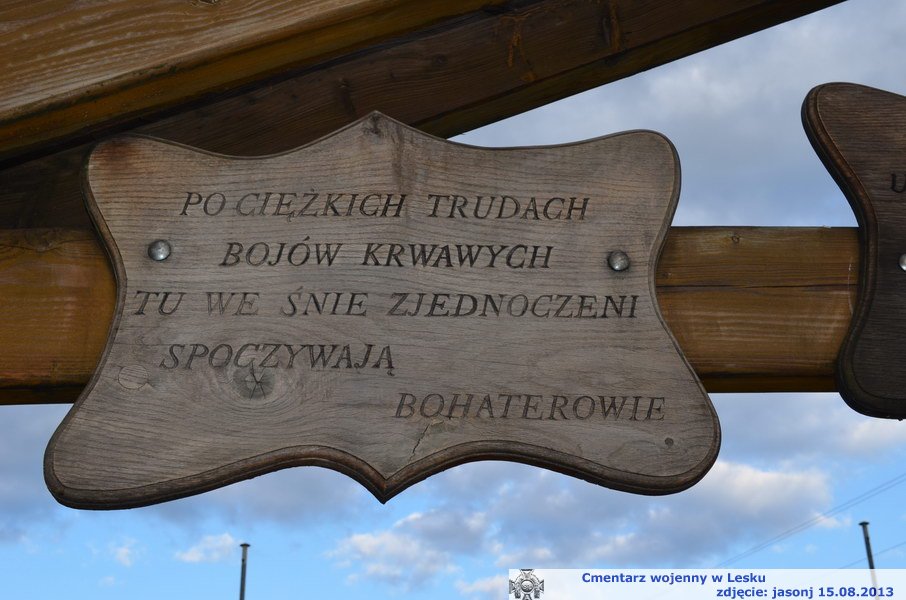 PO CIĘŻKICH TRUDACH
BOJÓW KRWAWYCH
TU WE ŚNIE ZJEDNOCZENI
SPOCZYWAJĄ
BOHATEROWIE
U
Cmentarz wojenny w Lesku
zdjęcie: jasonj 15.08.2013